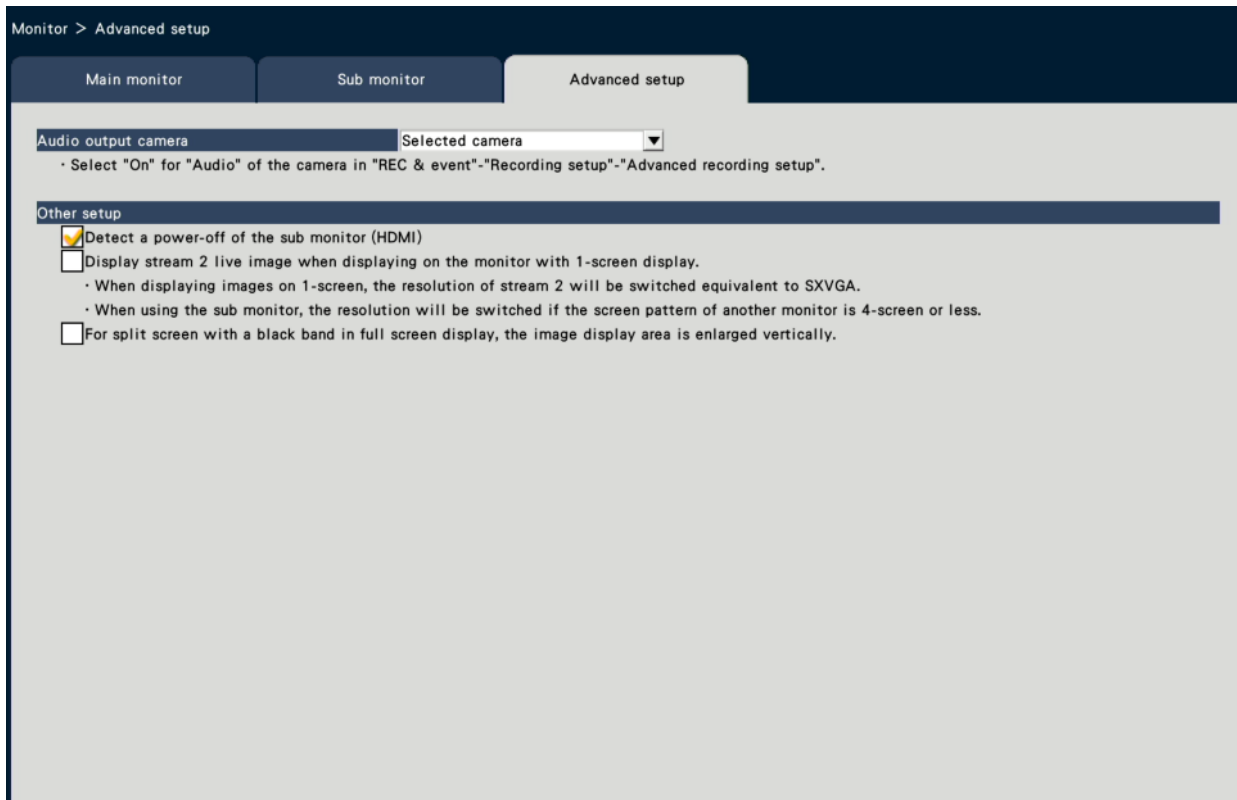 Monitor > Advanced setup
Main monitor
Sub monitor
Advanced setup
Audio output camera
Selected camera
・Select "On" for "Audio" of the camera in "REC & event"-"Recording setup"-"Advanced recording setup".
Other setup
Detect a power-off of the sub monitor (HDMI)
Display stream 2 live image when displaying on the monitor with 1-screen display.
・When displaying images on 1-screen, the resolution of stream 2 will be switched equivalent to SXVGA.
・When using the sub monitor, the resolution will be switched if the screen pattern of another monitor is 4-screen or less.
For split screen with a black band in full screen display, the image display area is enlarged vertically.